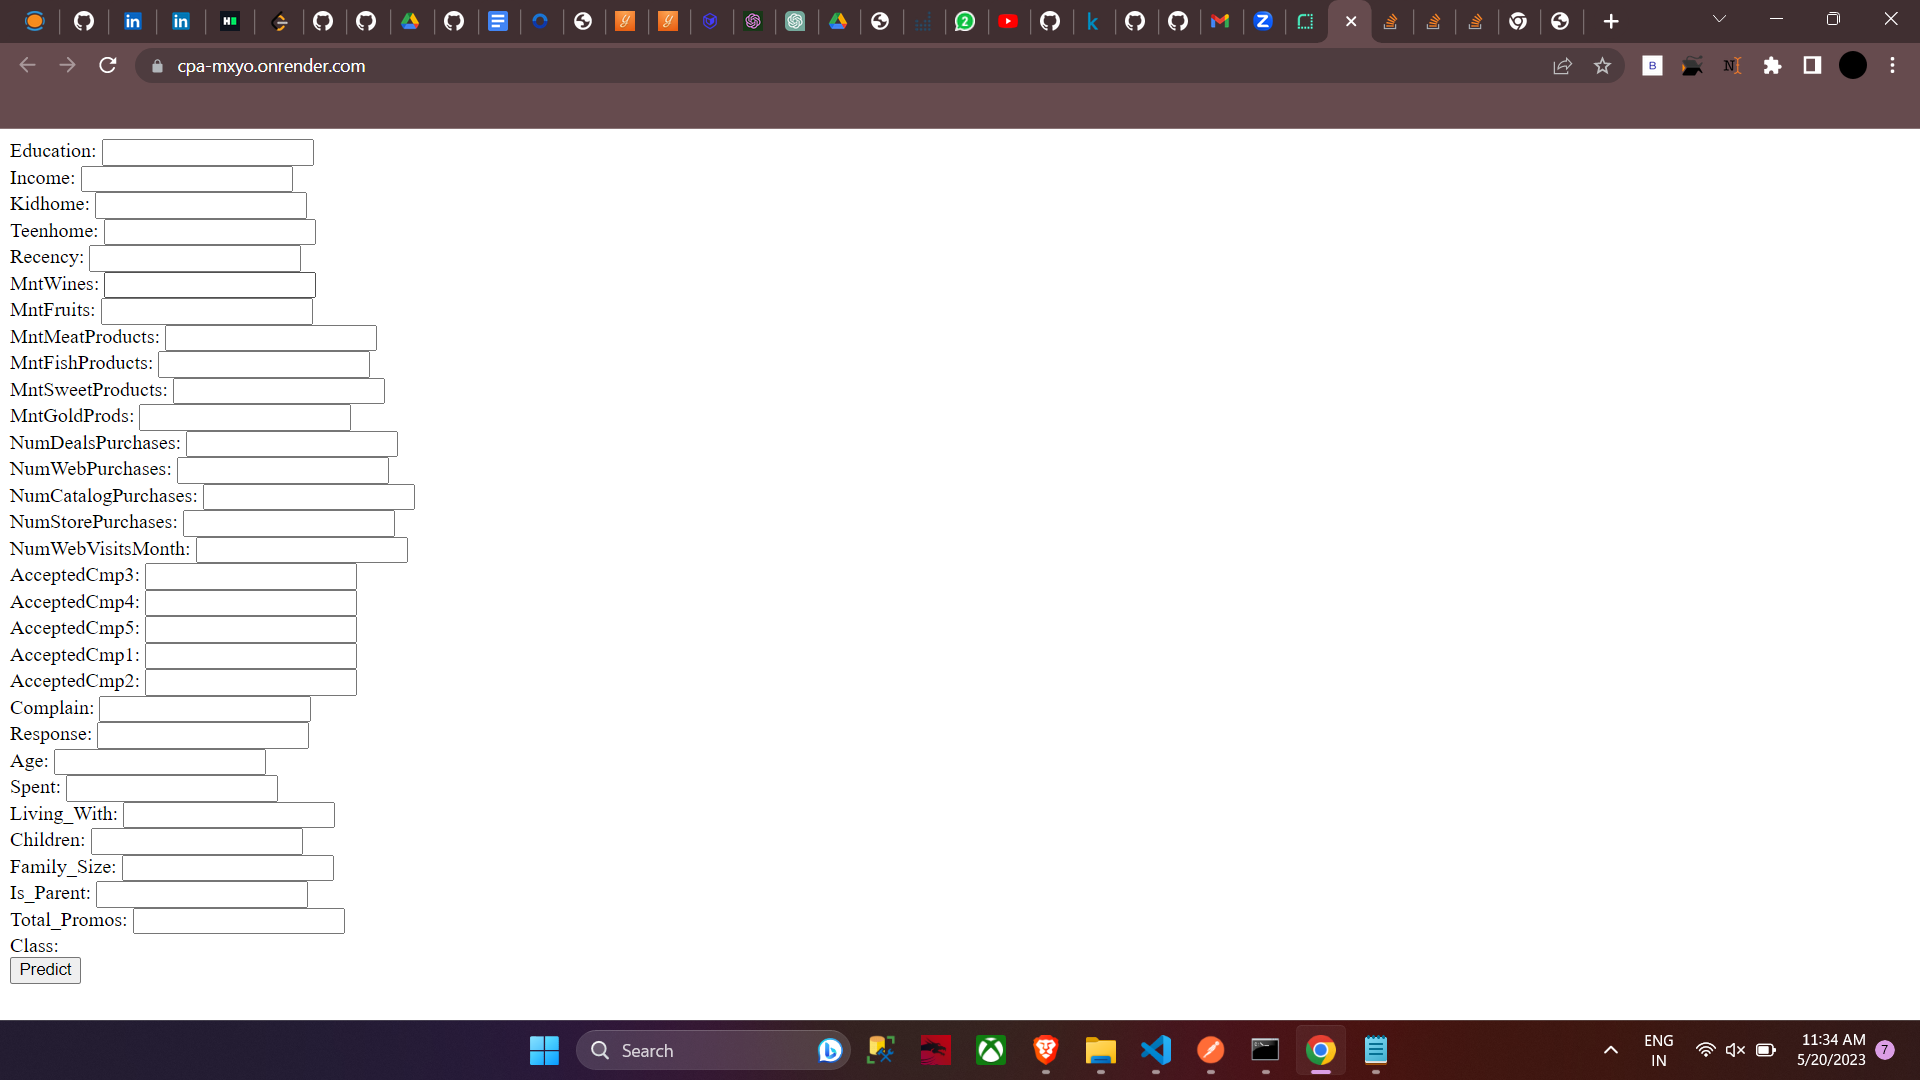 cpa-mxyo.onrender.com
Education:
Income:
Kidhome:
Teenhome:
Recency:
MntWines:
MntFruits:
MntMeatProducts:
MntFishProducts:
MntSweetProducts:
MntGoldProds:
NumDealsPurchases:
NumWebPurchases:
NumCatalogPurchases:
NumStorePurchases:
NumWebVisitsMonth:
AcceptedCmp3:
AcceptedCmp4:
AcceptedCmp5:
AcceptedCmp1:
AcceptedCmp2:
Complain:
Response:
Age:
Spent:
Living_With:
Children:
Family_Size:
Is_Parent:
Total_Promos:
Class:
Predict
Search
ENG
IN
11:34 AM
5/20/2023
7